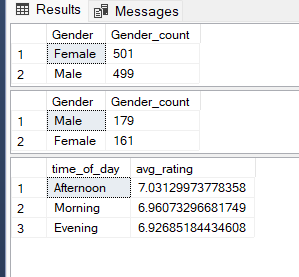 Results Messages
Gender Gender_count
1 Female 501
2 Male 499
Gender Gender_count
1 Male 179
2 Female 161
time_of_day avg_rating
1 Afternoon 7.03129973778358
2 Morning 6.96073296681749
3 Evening 6.92685184434608